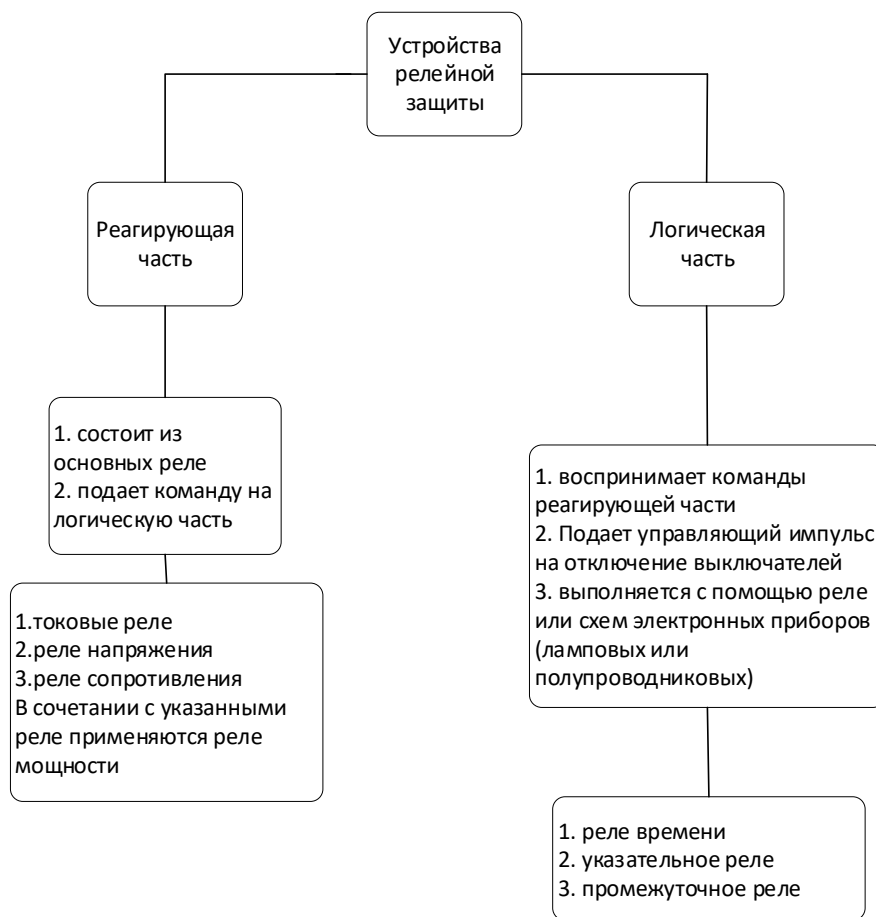 Устройства
релейной
защиты
Реагирующая
часть
Логическая
часть
1. состоит из
основных реле
2. подает команду на
логическую часть
1. воспринимает команды
реагирующей части
2. Подает управляющий импульс
на отключение выключателей
3. выполняется с помощью реле
или схем электронных приборов
(ламповых или
полупроводниковых)
1.токовые реле
2.реле напряжения
3.реле сопротивления
В сочетании с указанными
реле применяются реле
мощности
1. реле времени
2. указательное реле
3. промежуточное реле